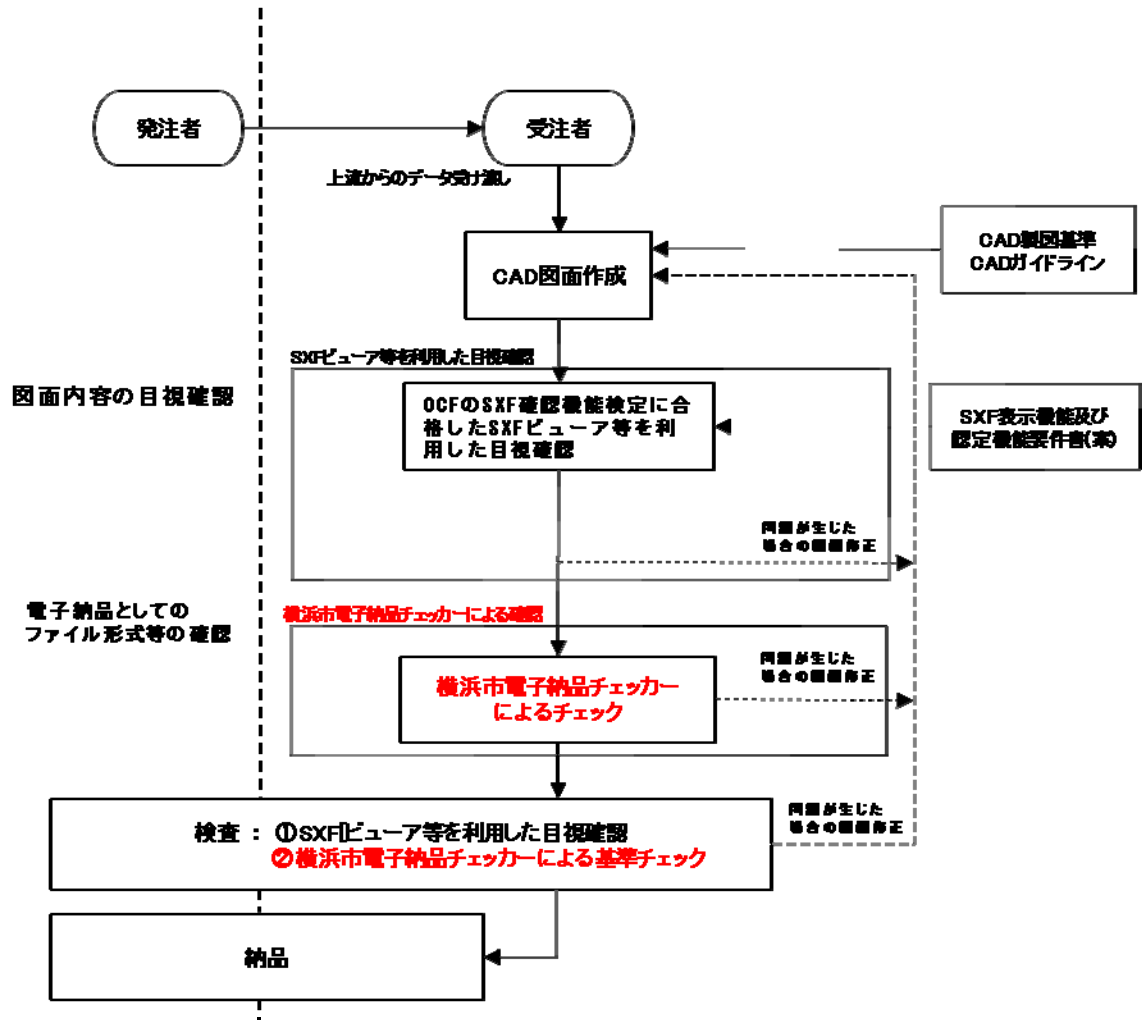 発注者
受注者
上流からのデータ受け渡し
CAD製図基準
CADガイドライン
CAD図面作成
SXFビューア等を利用した目視確認
図面内容の目視確認
OCFのSXF確認機能検定に合
格したSXFビューア等を利
用した目視確認
SXF表示機能及び
認定機能要件書(案)
問題が生じた
場合の図面修正
電子納品としての
ファイル形式等の確認
横浜市電子納品チェッカーによる確認
横浜市電子納品チェッカー
によるチェック
問題が生じた
場合の図面修正
検査 : ①SXFビューア等を利用した目視確認
②横浜市電子納品チェッカーによる基準チェック
問題が生じた
場合の図面修正
納品